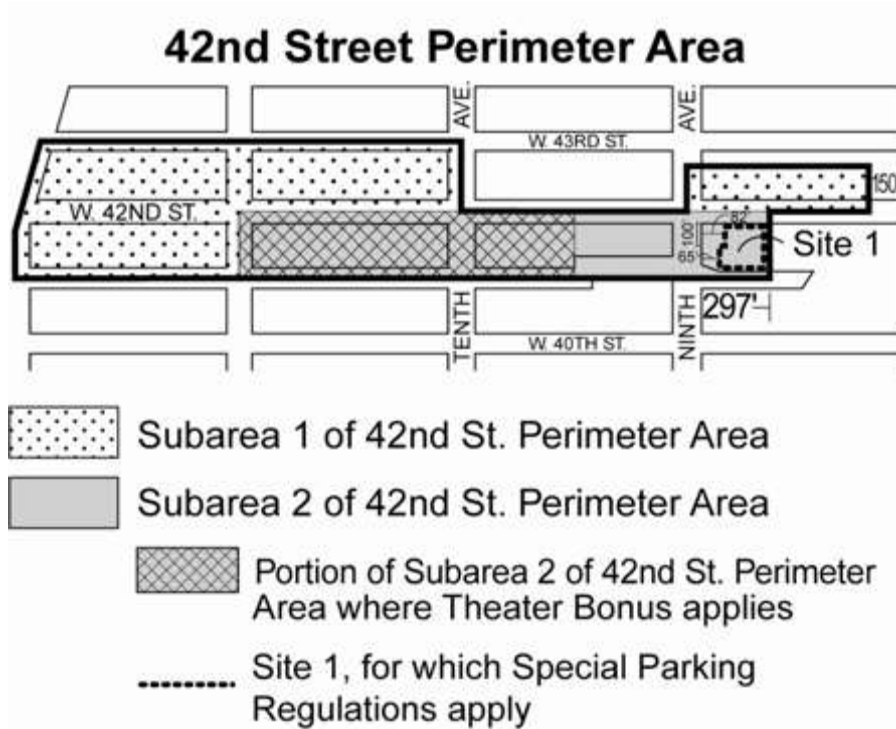 42nd Street Perimeter Area
AVE.
AVE.
W. 43RD ST.
150
W. 42ND ST.
82'
100
65'
Site 1
297'
TENTH
NINTH
W. 40TH ST.
Subarea 1 of 42nd St. Perimeter Area
Subarea 2 of 42nd St. Perimeter Area
Portion of Subarea 2 of 42nd St. Perimeter
Area where Theater Bonus applies
Site 1, for which Special Parking
Regulations apply